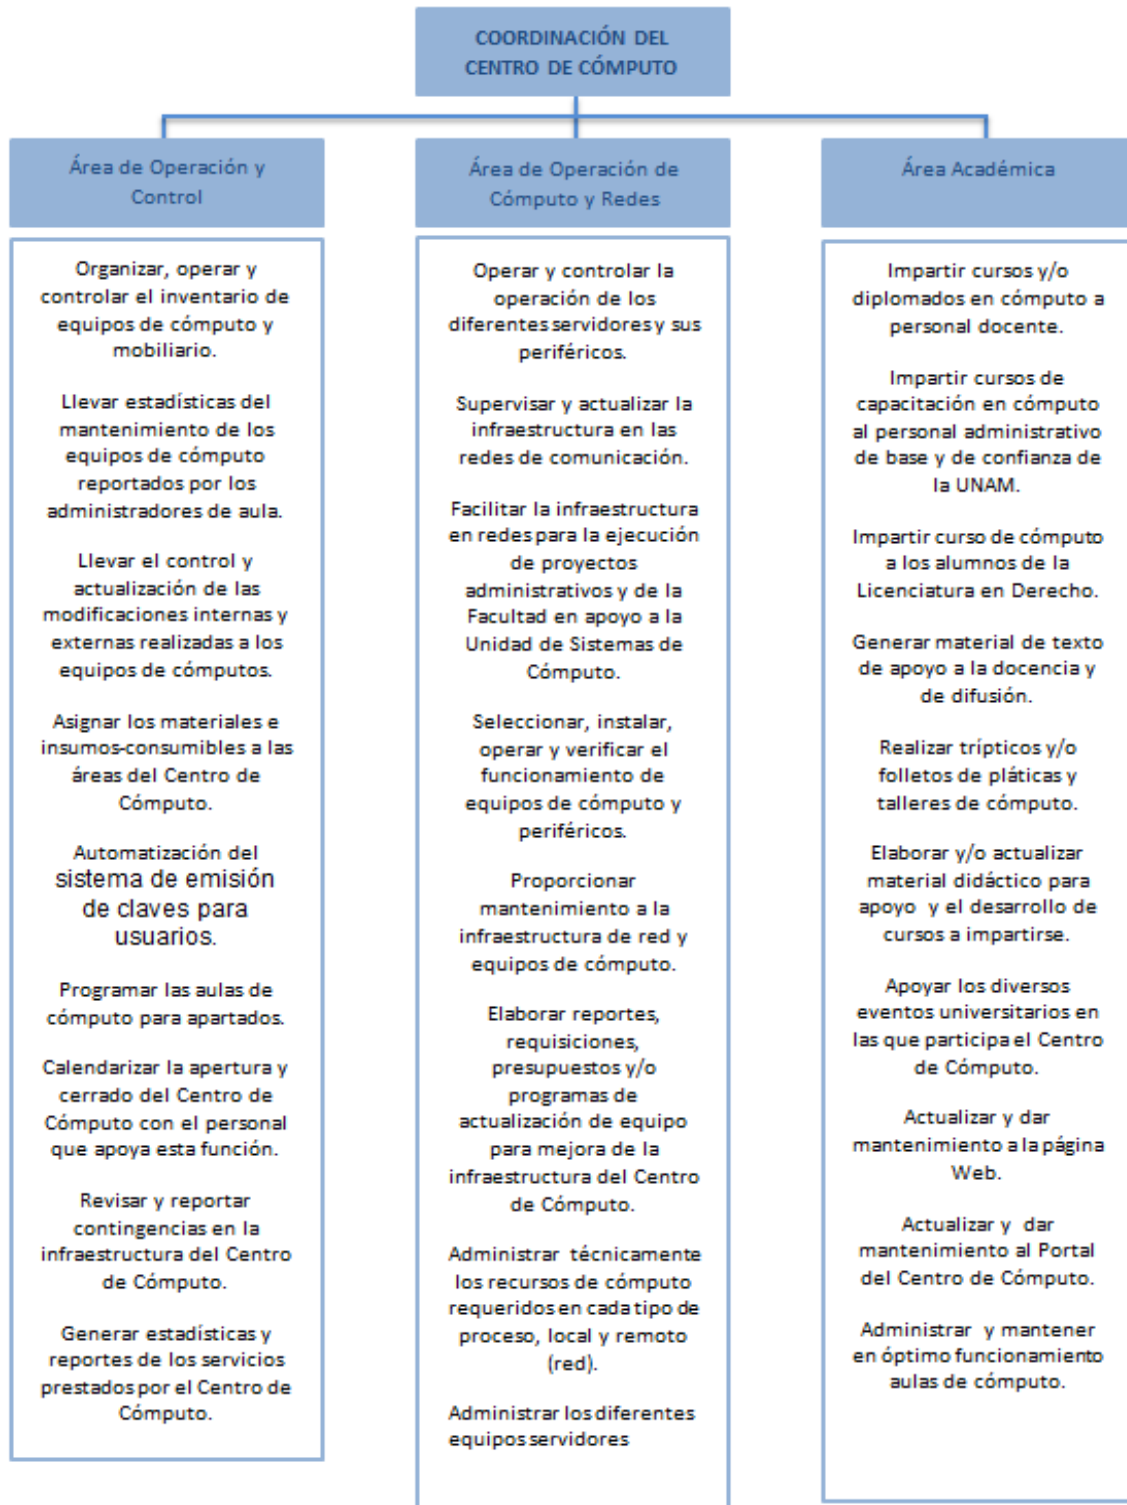 COORDINACIÓN DEL
CENTRO DE CÓMPUTO
Área de Operación y
Control
Organizar, operar y
controlar el inventario de
equipos de cómputo y
mobiliario.
Llevar estadísticas del
mantenimiento de los
equipos de cómputo
reportados por los
administradores de aula.
Llevar el control y
actualización de las
modificaciones internas y
externas realizadas a los
equipos de cómputos.
Asignar los materiales e
insumos-consumibles a las
áreas del Centro de
Cómputo.
Automatización del
sistema de emisión
de claves para
usuarios.
Programar las aulas de
cómputo para apartados.
Calendarizar la apertura y
cerrado del Centro de
Cómputo con el personal
que apoya esta función.
Revisar y reportar
contingencias en la
infraestructura del Centro
de Cómputo.
Generar estadísticas y
reportes de los servicios
prestados por el Centro de
Cómputo.
Área de Operación de
Cómputo y Redes
Operar y controlar la
operación de los
diferentes servidores y sus
periféricos.
Supervisar y actualizar la
infraestructura en las
redes de comunicación.
Facilitar la infraestructura
en redes para la ejecución
de proyectos
administrativos y de la
Facultad en apoyo a la
Unidad de Sistemas de
Cómputo.
Seleccionar, instalar,
operar y verificar el
funcionamiento de
equipos de cómputo y
periféricos.
Proporcionar
mantenimiento a la
infraestructura de red y
equipos de cómputo.
Elaborar reportes,
requisiciones,
presupuestos y/o
programas de
actualización de equipo
para mejora de la
infraestructura del Centro
de Cómputo.
Administrar técnicamente
los recursos de cómputo
requeridos en cada tipo de
proceso, local y remoto
(red).
Administrar los diferentes
equipos servidores
Área Académica
Impartir cursos y/o
diplomados en cómputo a
personal docente.
Impartir cursos de
capacitación en cómputo
al personal administrativo
de base y de confianza de
la UNAM.
Impartir curso de cómputo
a los alumnos de la
Licenciatura en Derecho.
Generar material de texto
de apoyo a la docencia y
de difusión.
Realizar trípticos y/o
folletos de pláticas y
talleres de cómputo.
Elaborar y/o actualizar
material didáctico para
apoyo y el desarrollo de
cursos a impartirse.
Apoyar los diversos
eventos universitarios en
las que participa el Centro
de Cómputo.
Actualizar y dar
mantenimiento a la página
Web.
Actualizar y dar
mantenimiento al Portal
del Centro de Cómputo.
Administrar y mantener
en óptimo funcionamiento
aulas de cómputo.